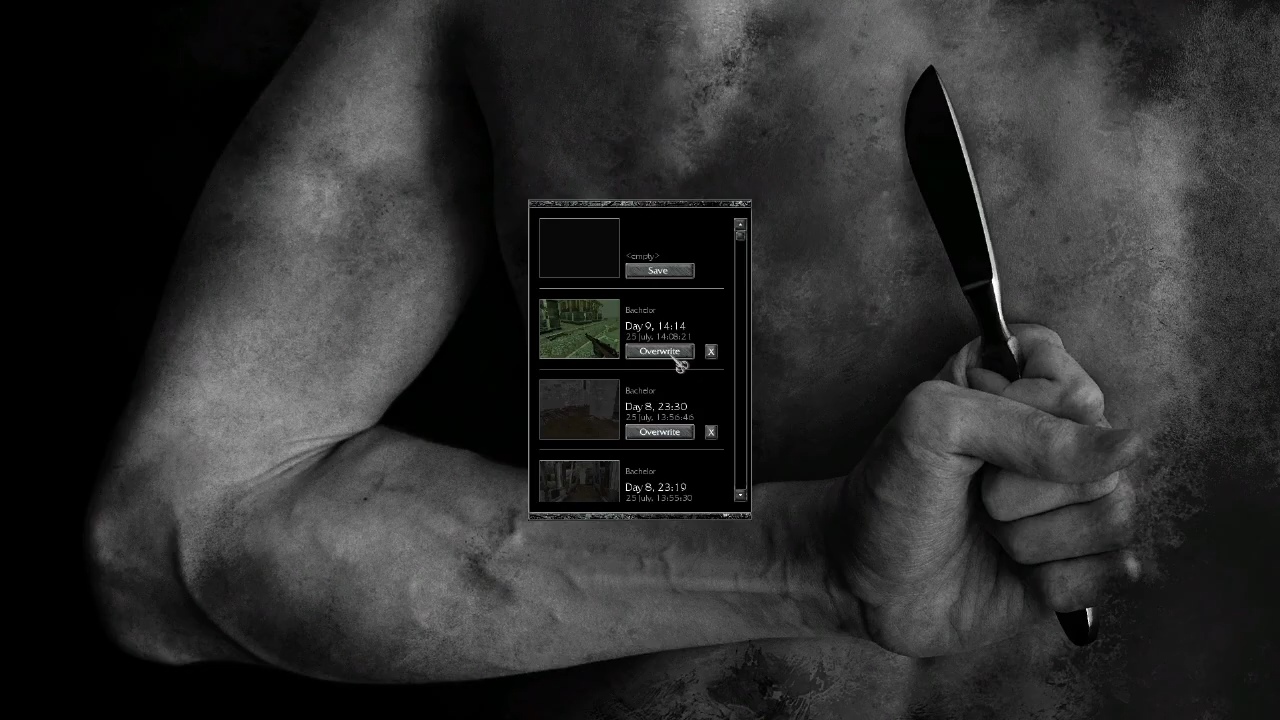 <empty>
Save
Bachelor
Day 9, 14:14
25 July, 14:08:21
Overwrite
X
Bachelor
Day 8, 23:30
25 July, 13:56:46
Overwrite
X
Bachelor
Day 8, 23:19
25 July, 13:55:30